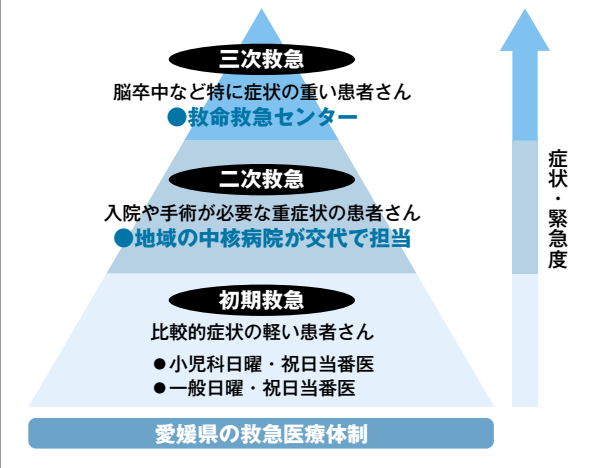 三次救急
脳卒中など特に症状の重い患者さん
●救命救急センター
二次救急
入院や手術が必要な重症状の患者さん
●地域の中核病院が交代で担当
初期救急
比較的症状の軽い患者さん
●小児科日曜・祝日当番医
●一般日曜・祝日当番医
症状・緊急度
愛媛県の救急医療体制